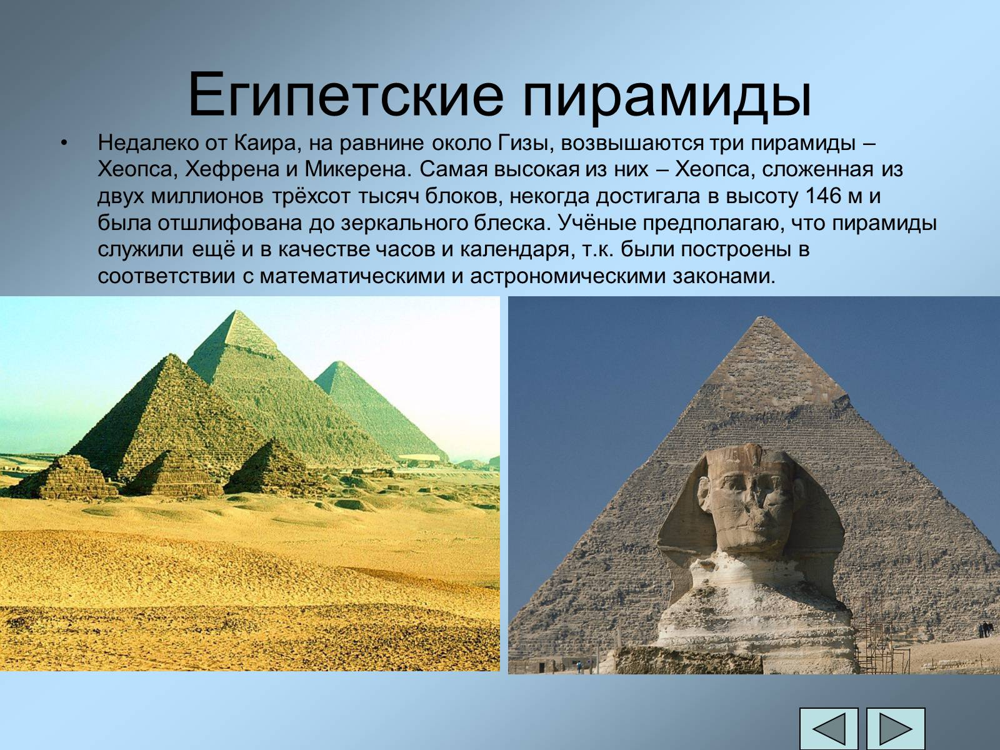 Египетские пирамиды
• Недалеко от Каира, на равнине около Гизы, возвышаются три пирамиды –
Хеопса, Хефрена и Микерена. Самая высокая из них – Хеопса, сложенная из
двух миллионов трёхсот тысяч блоков, некогда достигала в высоту 146 м и
была отшлифована до зеркального блеска. Учёные предполагаю, что пирамиды
служили ещё и в качестве часов и календаря, т.к. были построены в
соответствии с математическими и астрономическими законами.